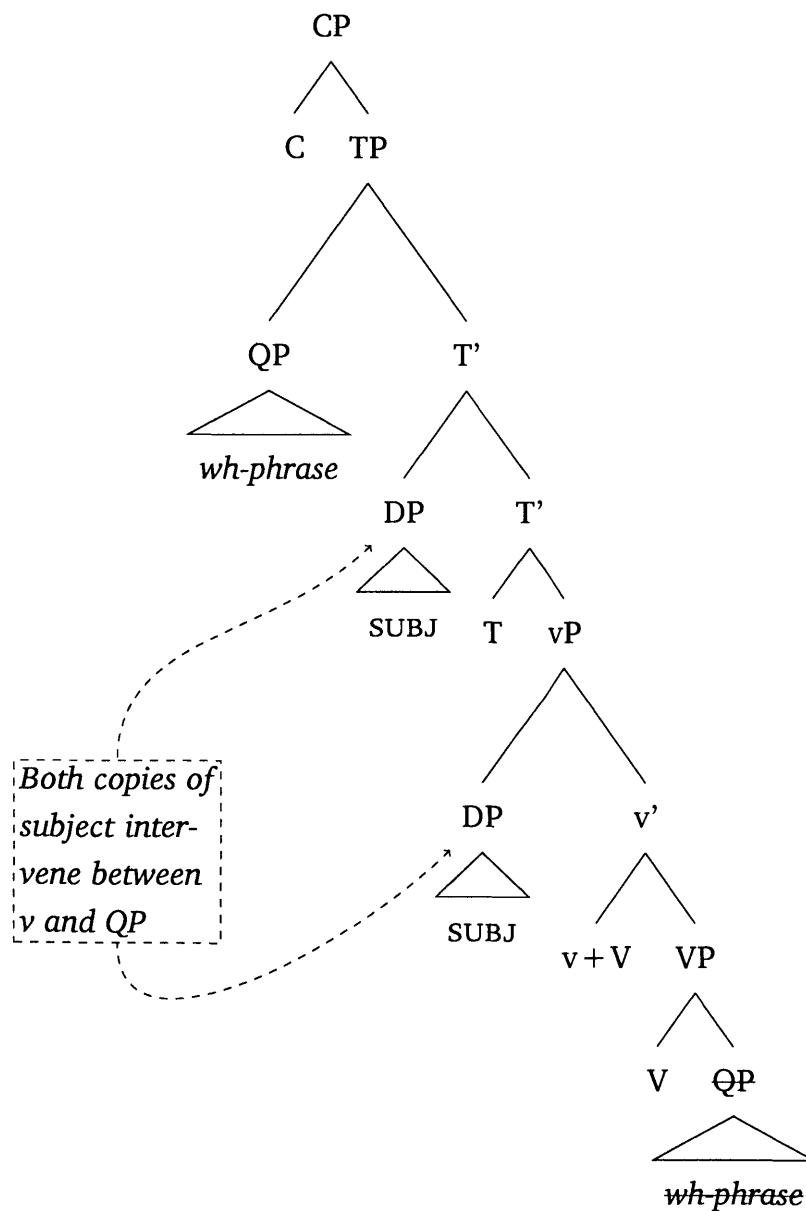 CP
C TP
QP T'
wh-phrase
DP T'
SUBJ T vP
Both copies of
subject inter-
vene between
v and QP
DP v'
SUBJ
v + V VP
V QP
wh-phrase